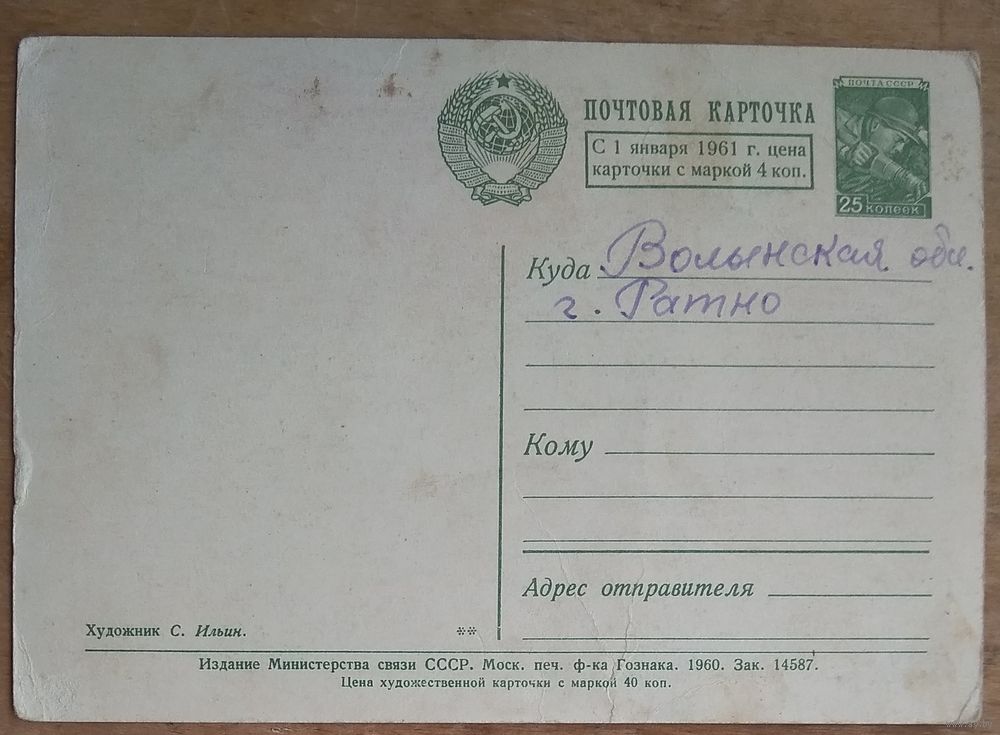 ПОЧТОВАЯ КАРТОЧКА
С 1 января 1961 г. цена
карточки с маркой 4 коп.
ПОЧТА СССР
25 копеек
Куда Волынская обл.
г. Ратно
Кому
Адрес отправителя
Художник С. Ильин.
**
Издание Министерства связи СССР. Моск. печ. ф-ка Гознака. 1960. Зак. 14587.
Цена художественной карточки с маркой 40 коп.